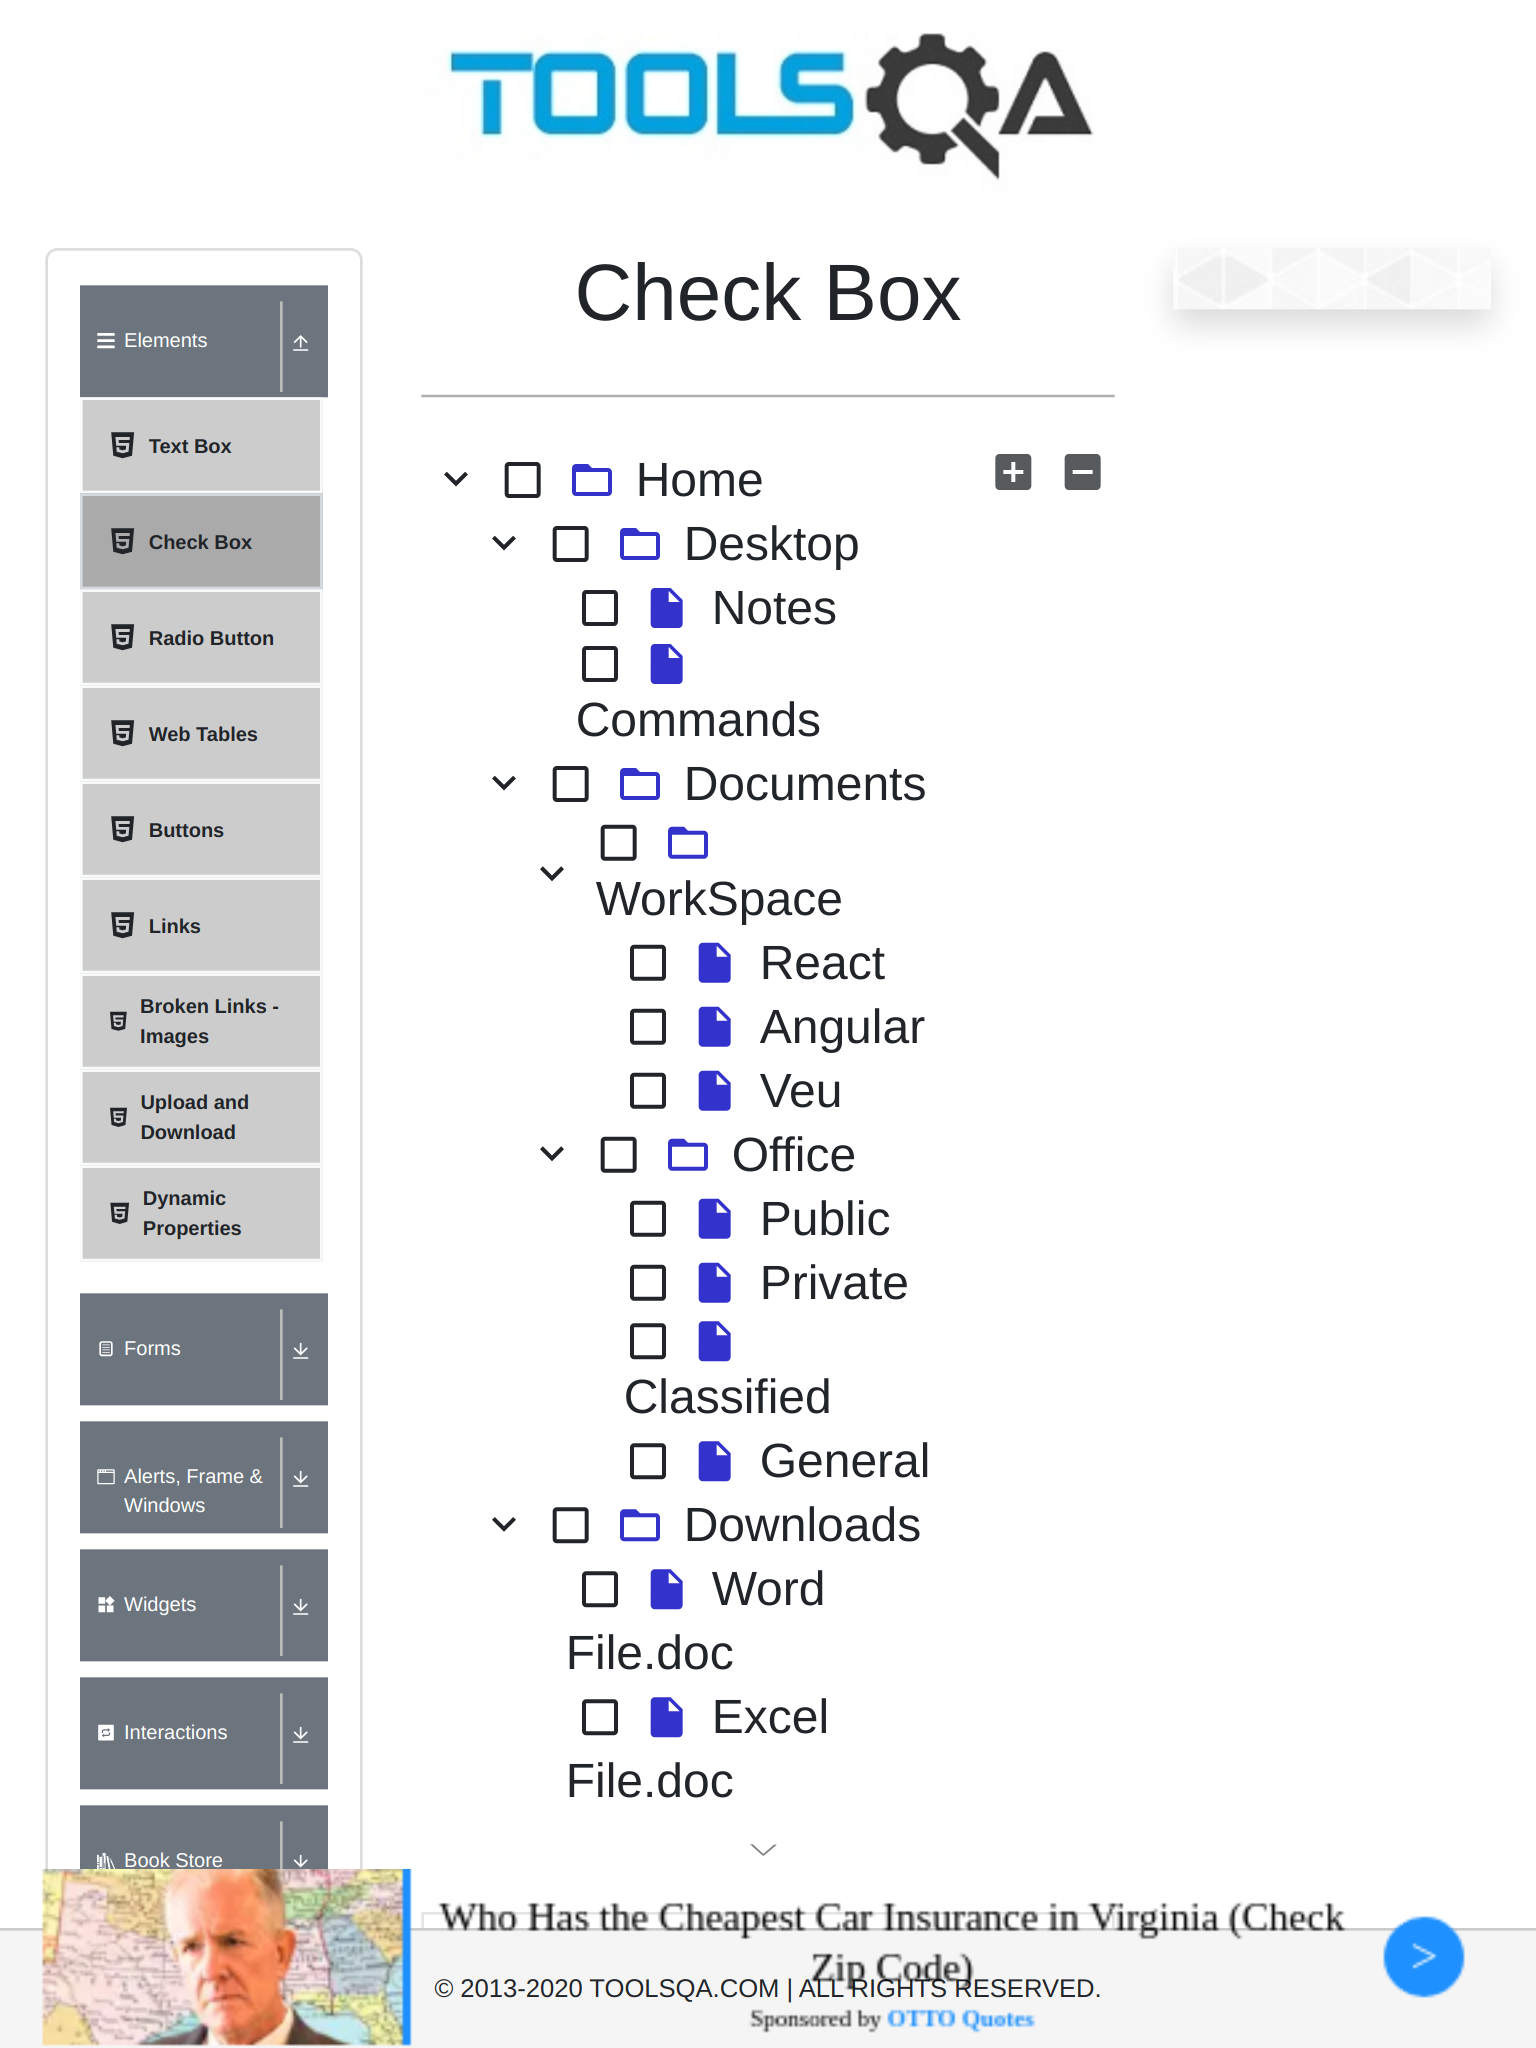 TOOLSQA
Check Box
Elements
Text Box
Check Box
Radio Button
Web Tables
Buttons
Links
Broken Links -
Images
Upload and
Download
Dynamic
Properties
Forms
Alerts, Frame &
Windows
Widgets
Interactions
Book Store
Home
Desktop
Notes
Commands
Documents
WorkSpace
React
Angular
Veu
Office
Public
Private
Classified
General
Downloads
Word
File.doc
Excel
File.doc
Who Has the Cheapest Car Insurance in Virginia (Check
Zip Code)
© 2013-2020 TOOLSQA.COM | ALL RIGHTS RESERVED.
Sponsored by OTTO Quotes